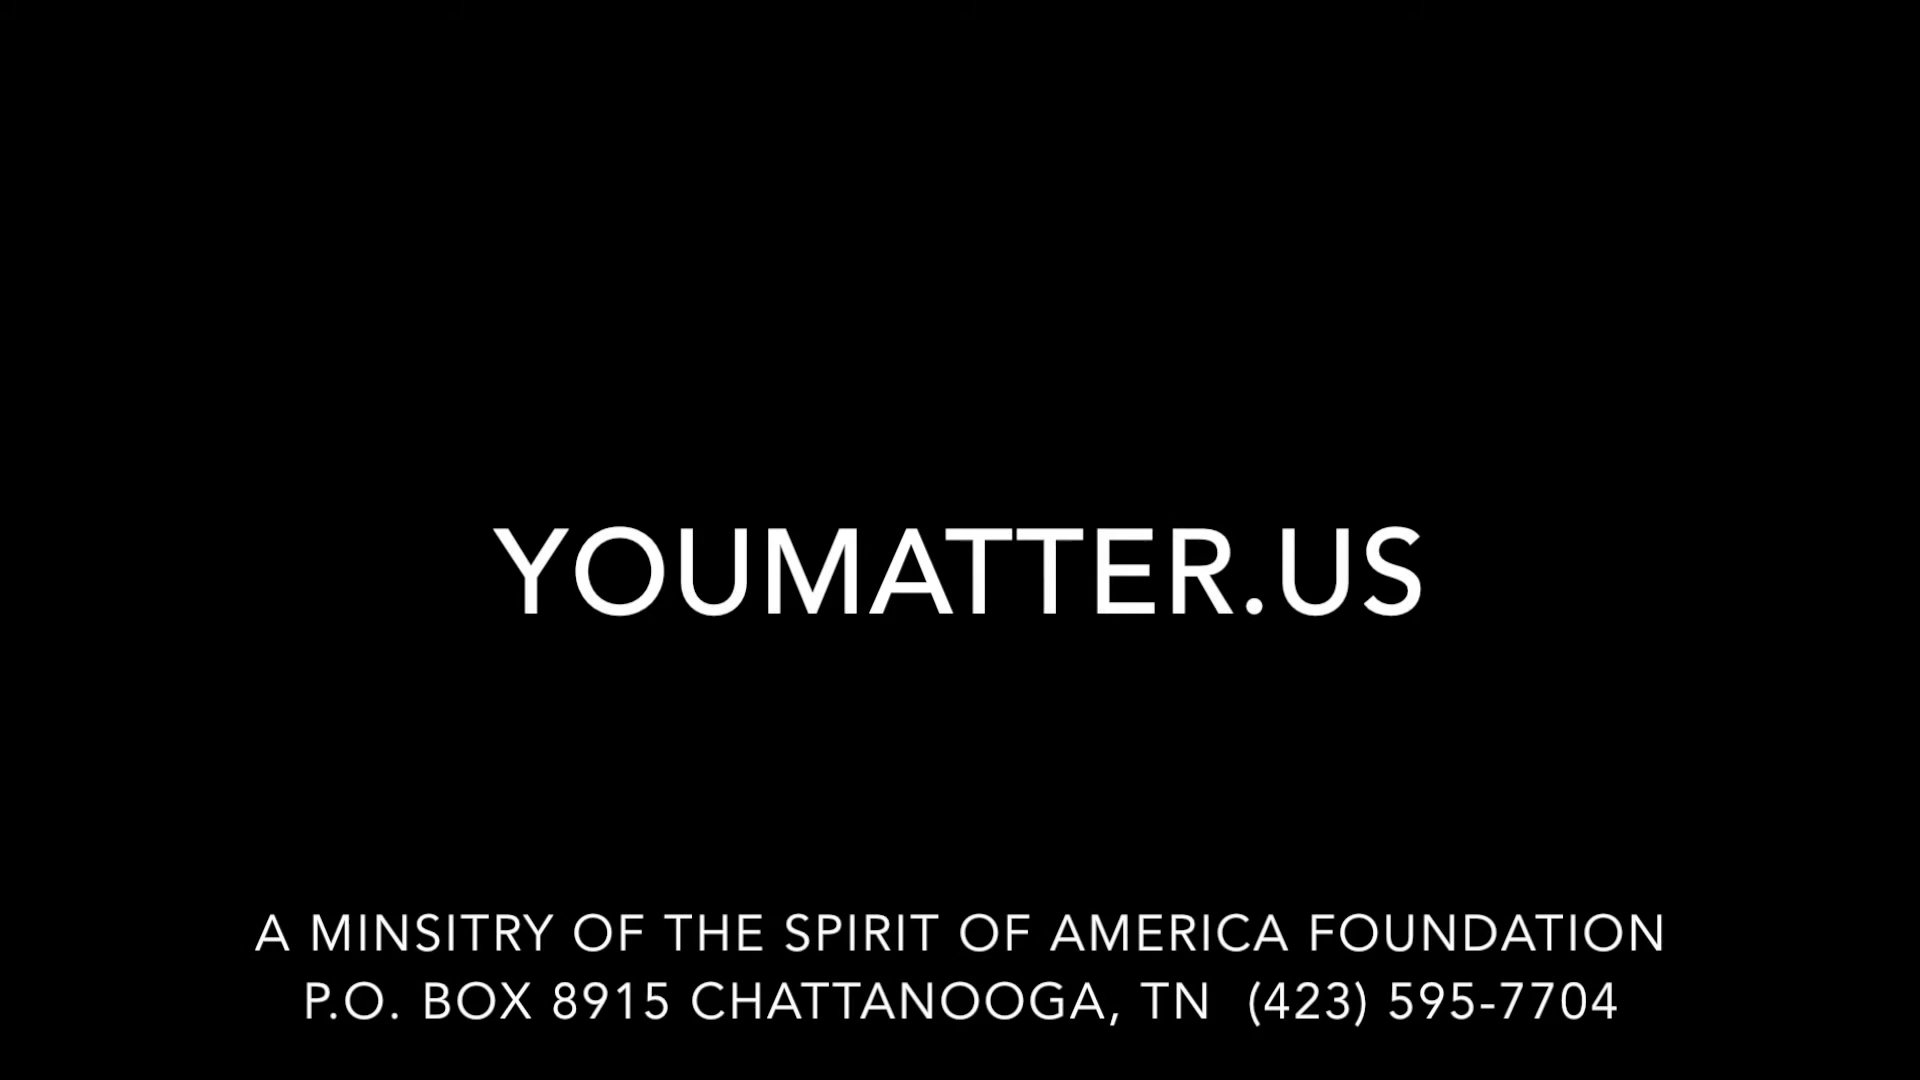 YOUMATTER.US
A MINSITRY OF THE SPIRIT OF AMERICA FOUNDATION
P.O. BOX 8915 CHATTANOOGA, TN (423) 595-7704